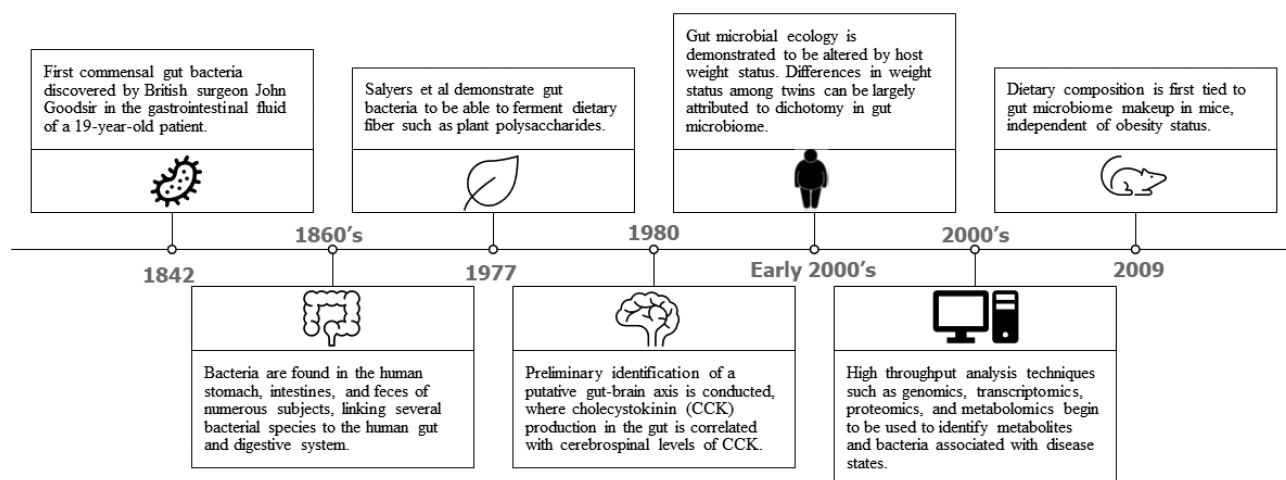 First commensal gut bacteria
discovered by British surgeon John
Goodsir in the gastrointestinal fluid
of a 19-year-old patient.
Salyers et al demonstrate gut
bacteria to be able to ferment dietary
fiber such as plant polysaccharides.
Gut microbial ecology is
demonstrated to be altered by host
weight status. Differences in weight
status among twins can be largely
attributed to dichotomy in gut
microbiome.
Dietary composition is first tied to
gut microbiome makeup in mice,
independent of obesity status.
1842
1860’s
1977
1980
Early 2000’s
2000’s
2009
Bacteria are found in the human
stomach, intestines, and feces of
numerous subjects, linking several
bacterial species to the human gut
and digestive system.
Preliminary identification of a
putative gut-brain axis is conducted,
where cholecystokinin (CCK)
production in the gut is correlated
with cerebrospinal levels of CCK.
High throughput analysis techniques
such as genomics, transcriptomics,
proteomics, and metabolomics begin
to be used to identify metabolites
and bacteria associated with disease
states.